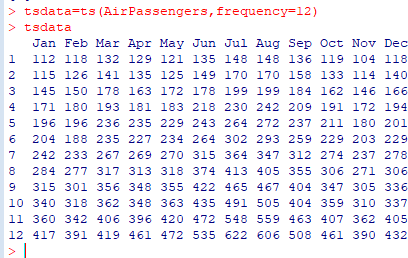 > tsdata=ts(AirPassengers,frequency=12)
> tsdata
   Jan Feb Mar Apr May Jun Jul Aug Sep Oct Nov Dec
1  112 118 132 129 121 135 148 148 136 119 104 118
2  115 126 141 135 125 149 170 170 158 133 114 140
3  145 150 178 163 172 178 199 199 184 162 146 166
4  171 180 193 181 183 218 230 242 209 191 172 194
5  196 196 236 235 229 243 264 272 237 211 180 201
6  204 188 235 227 234 264 302 293 259 229 203 229
7  242 233 267 269 270 315 364 347 312 274 237 278
8  284 277 317 313 318 374 413 405 355 306 271 306
9  315 301 356 348 355 422 465 467 404 347 305 336
10 340 318 362 348 363 435 491 505 404 359 310 337
11 360 342 406 396 420 472 548 559 463 407 362 405
12 417 391 419 461 472 535 622 606 508 461 390 432
>